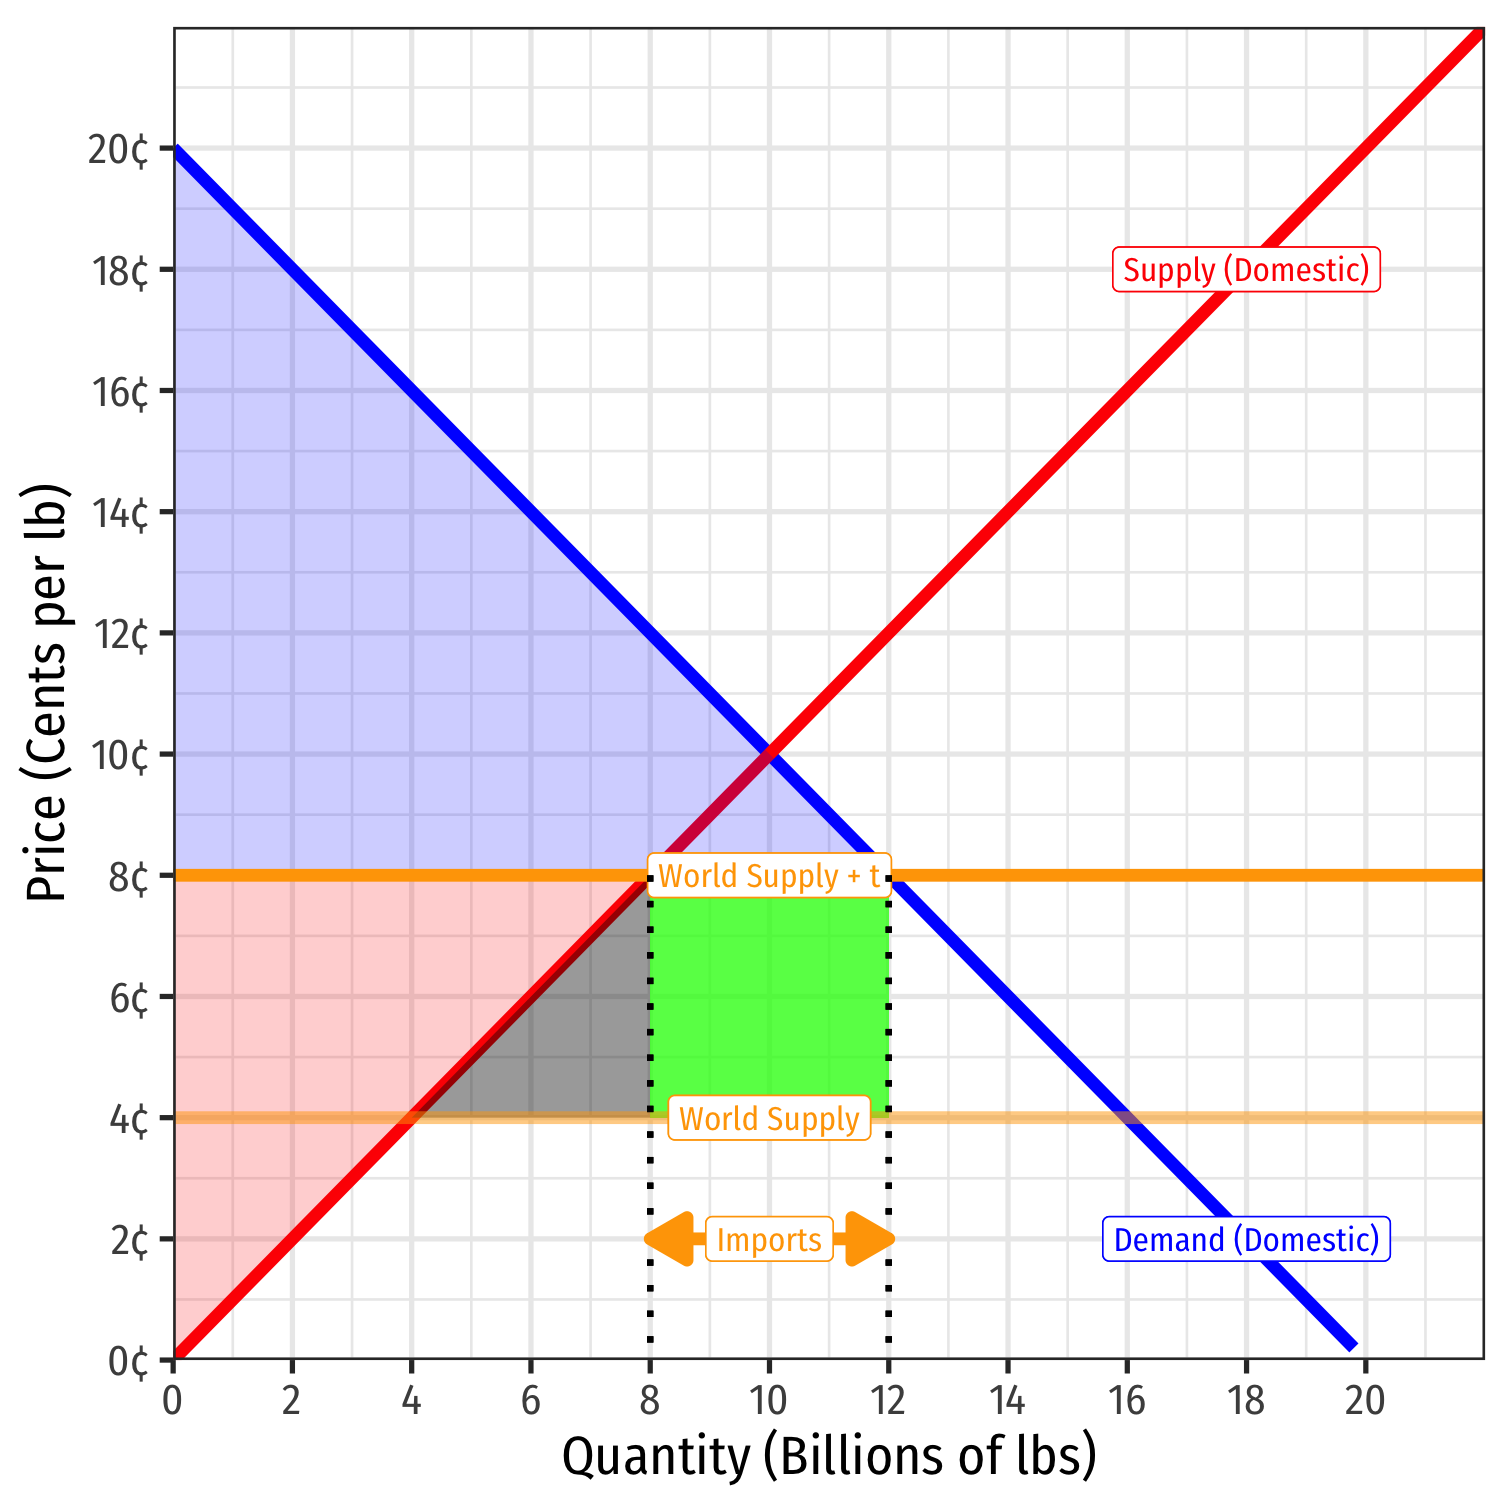 20¢
18¢
16¢
14¢
12¢
10¢
8¢
6¢
4¢
2¢
0¢
Price (Cents per lb)
Supply (Domestic)
World Supply + t
World Supply
Imports
Demand (Domestic)
0 2 4 6 8 10 12 14 16 18 20
Quantity (Billions of lbs)